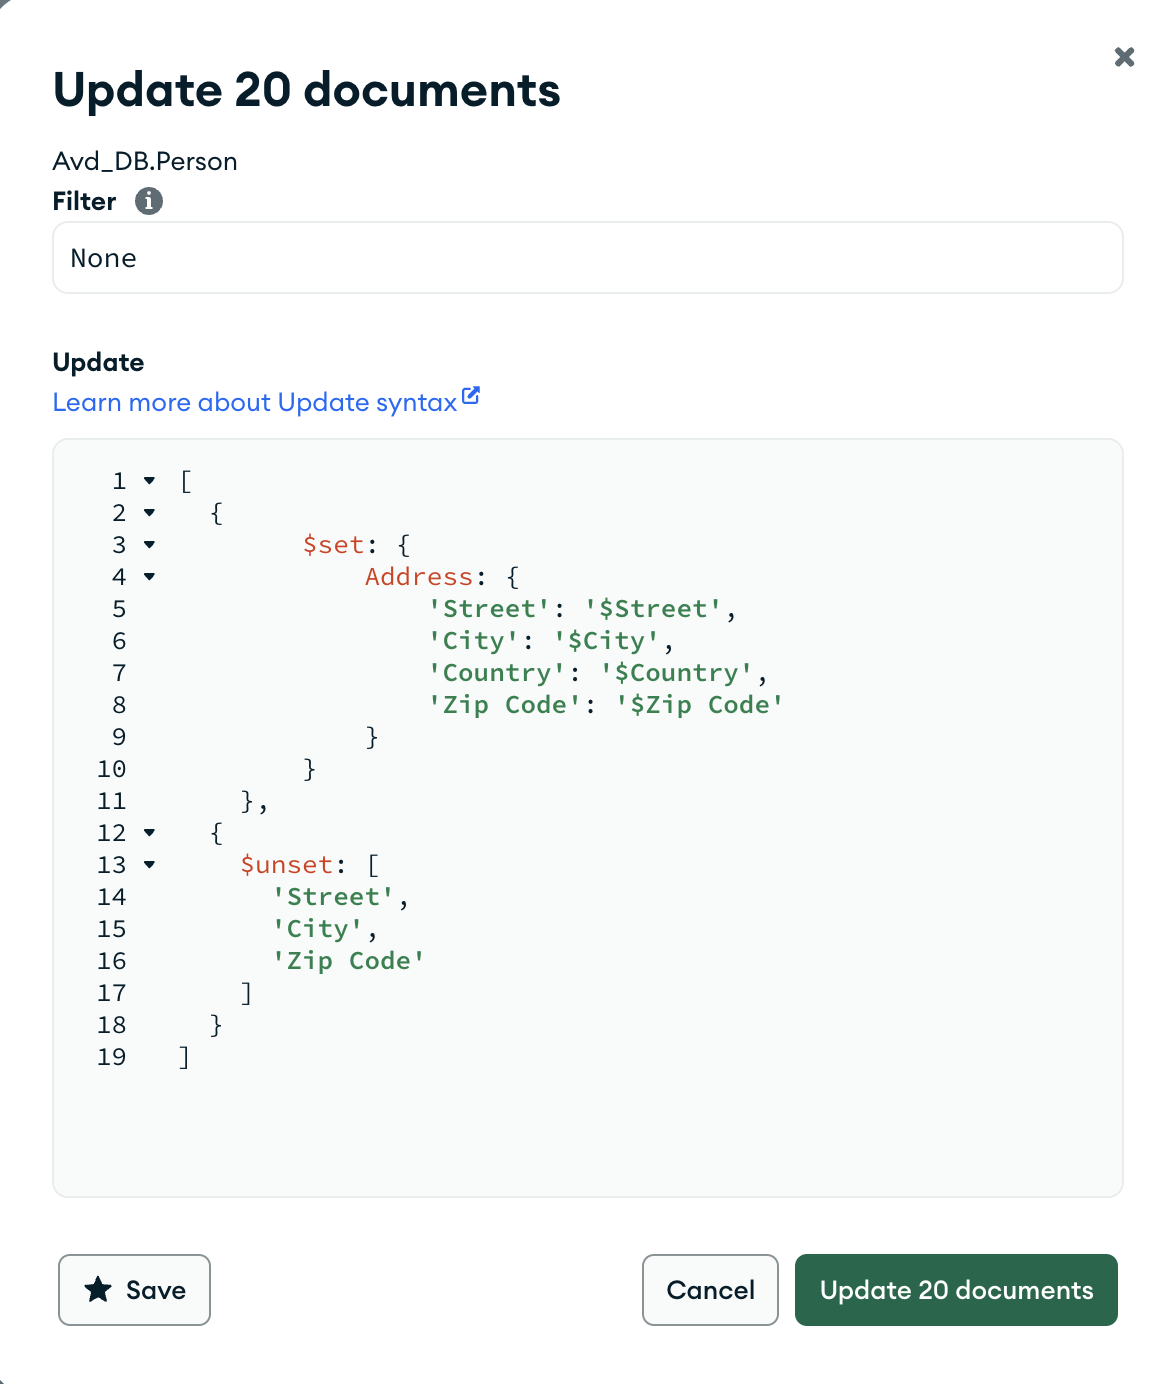 Update 20 documents
Avd_DB.Person
Filter
None
Update
Learn more about Update syntax
1 [
2 {
3 $set: {
4 Address: {
5 'Street': '$Street',
6 'City': '$City',
7 'Country': '$Country',
8 'Zip Code': '$Zip Code'
9 }
10 }
11 },
12 {
13 $unset: [
14 'Street',
15 'City',
16 'Zip Code'
17 ]
18 }
19 ]
Save Cancel Update 20 documents